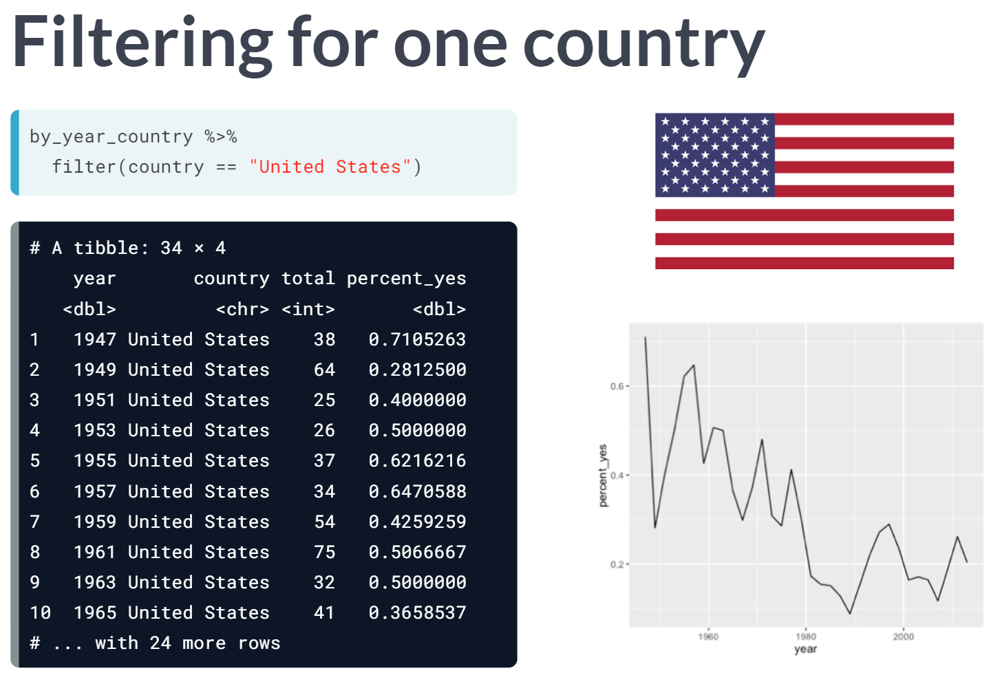 Filtering for one country
by_year_country %>%
  filter(country == "United States")
# A tibble: 34 × 4
    year       country total percent_yes
   <dbl>         <chr> <int>       <dbl>
1   1947 United States    38   0.7105263
2   1949 United States    64   0.2812500
3   1951 United States    25   0.4000000
4   1953 United States    26   0.5000000
5   1955 United States    37   0.6216216
6   1957 United States    34   0.6470588
7   1959 United States    54   0.4259259
8   1961 United States    75   0.5066667
9   1963 United States    32   0.5000000
10  1965 United States    41   0.3658537
# ... with 24 more rows
percent_yes
0.6
0.4
0.2
1960 1980 2000
year